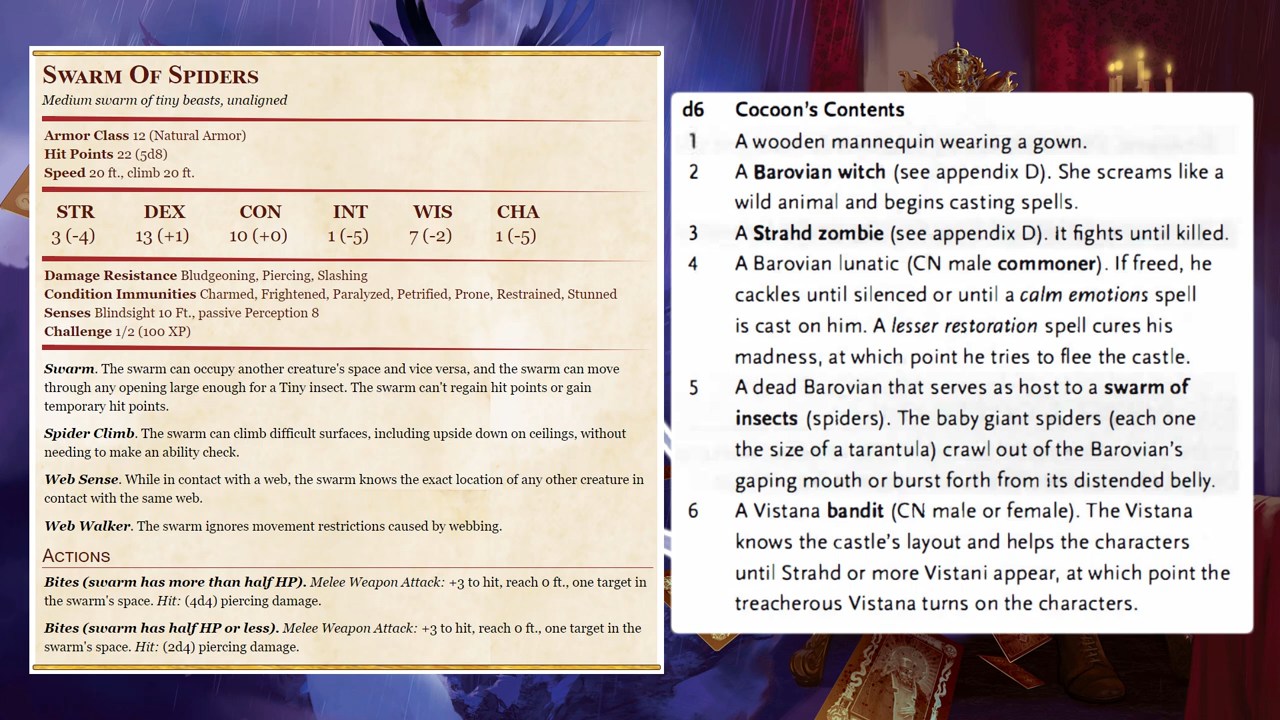 Swarm Of Spiders
Medium swarm of tiny beasts, unaligned
Armor Class 12 (Natural Armor)
Hit Points 22 (5d8)
Speed 20 ft., climb 20 ft.
STR DEX CON INT WIS CHA
3 (-4) 13 (+1) 10 (+0) 1 (-5) 7 (-2) 1 (-5)
Damage Resistance Bludgeoning, Piercing, Slashing
Condition Immunities Charmed, Frightened, Paralyzed, Petrified, Prone, Restrained, Stunned
Senses Blindsight 10 Ft., passive Perception 8
Challenge 1/2 (100 XP)
Swarm. The swarm can occupy another creature's space and vice versa, and the swarm can move
through any opening large enough for a Tiny insect. The swarm can't regain hit points or gain
temporary hit points.
Spider Climb. The swarm can climb difficult surfaces, including upside down on ceilings, without
needing to make an ability check.
Web Sense. While in contact with a web, the swarm knows the exact location of any other creature in
contact with the same web.
Web Walker. The swarm ignores movement restrictions caused by webbing.
Actions
Bites (swarm has more than half HP). Melee Weapon Attack: +3 to hit, reach 0 ft., one target in
the swarm's space. Hit: (4d4) piercing damage.
Bites (swarm has half HP or less). Melee Weapon Attack: +3 to hit, reach 0 ft., one target in the
swarm's space. Hit: (2d4) piercing damage.
d6 Cocoon's Contents
1 A wooden mannequin wearing a gown.
2 A Barovian witch (see appendix D). She screams like a
wild animal and begins casting spells.
3 A Strahd zombie (see appendix D). It fights until killed.
4 A Barovian lunatic (CN male commoner). If freed, he
cackles until silenced or until a calm emotions spell
is cast on him. A lesser restoration spell cures his
madness, at which point he tries to flee the castle.
5 A dead Barovian that serves as host to a swarm of
insects (spiders). The baby giant spiders (each one
the size of a tarantula) crawl out of the Barovian's
gaping mouth or burst forth from its distended belly.
6 A Vistana bandit (CN male or female). The Vistana
knows the castle's layout and helps the characters
until Strahd or more Vistani appear, at which point the
treacherous Vistana turns on the characters.